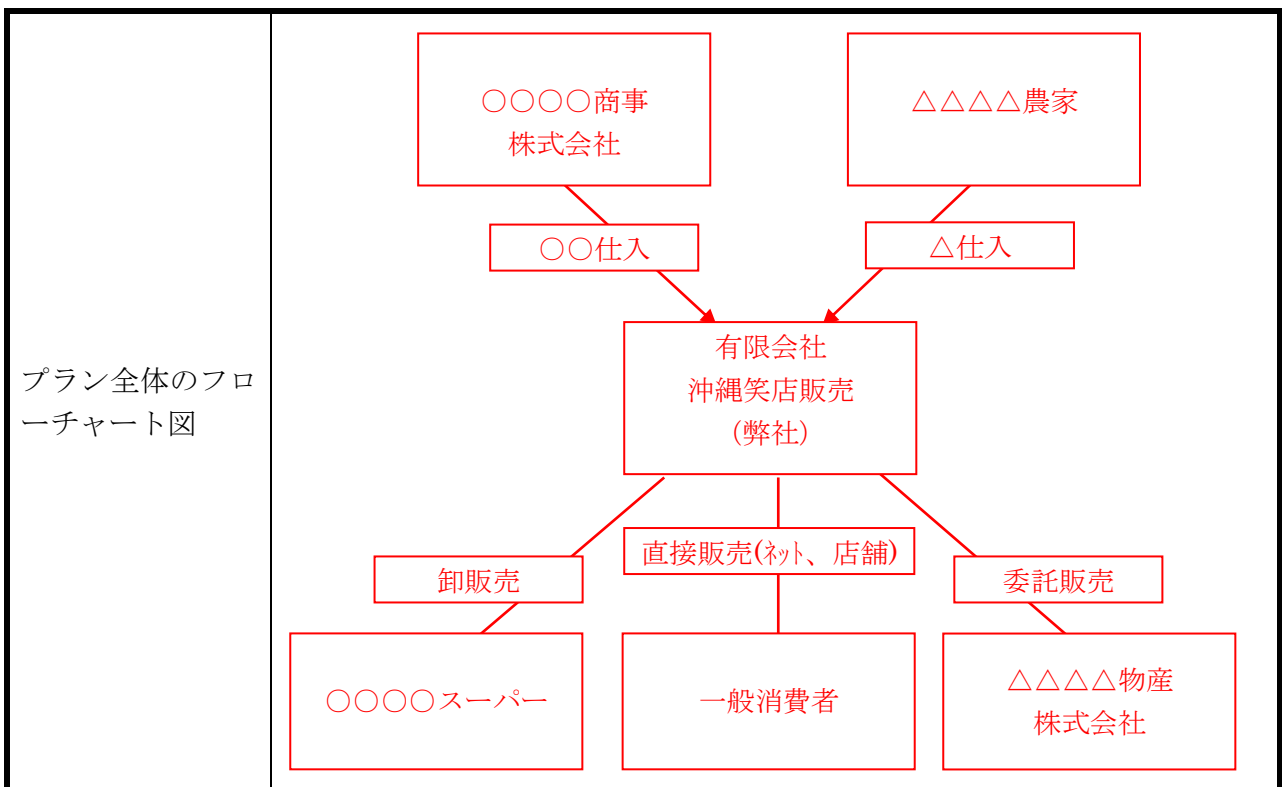 プラン全体のフロ
ーチャート図
○○○○商事
株式会社
△△△△農家
○○仕入
△仕入
有限会社
沖縄笑店販売
（弊社）
卸販売
直接販売(ﾈｯﾄ、店舗)
委託販売
○○○○スーパー
一般消費者
△△△△物産
株式会社